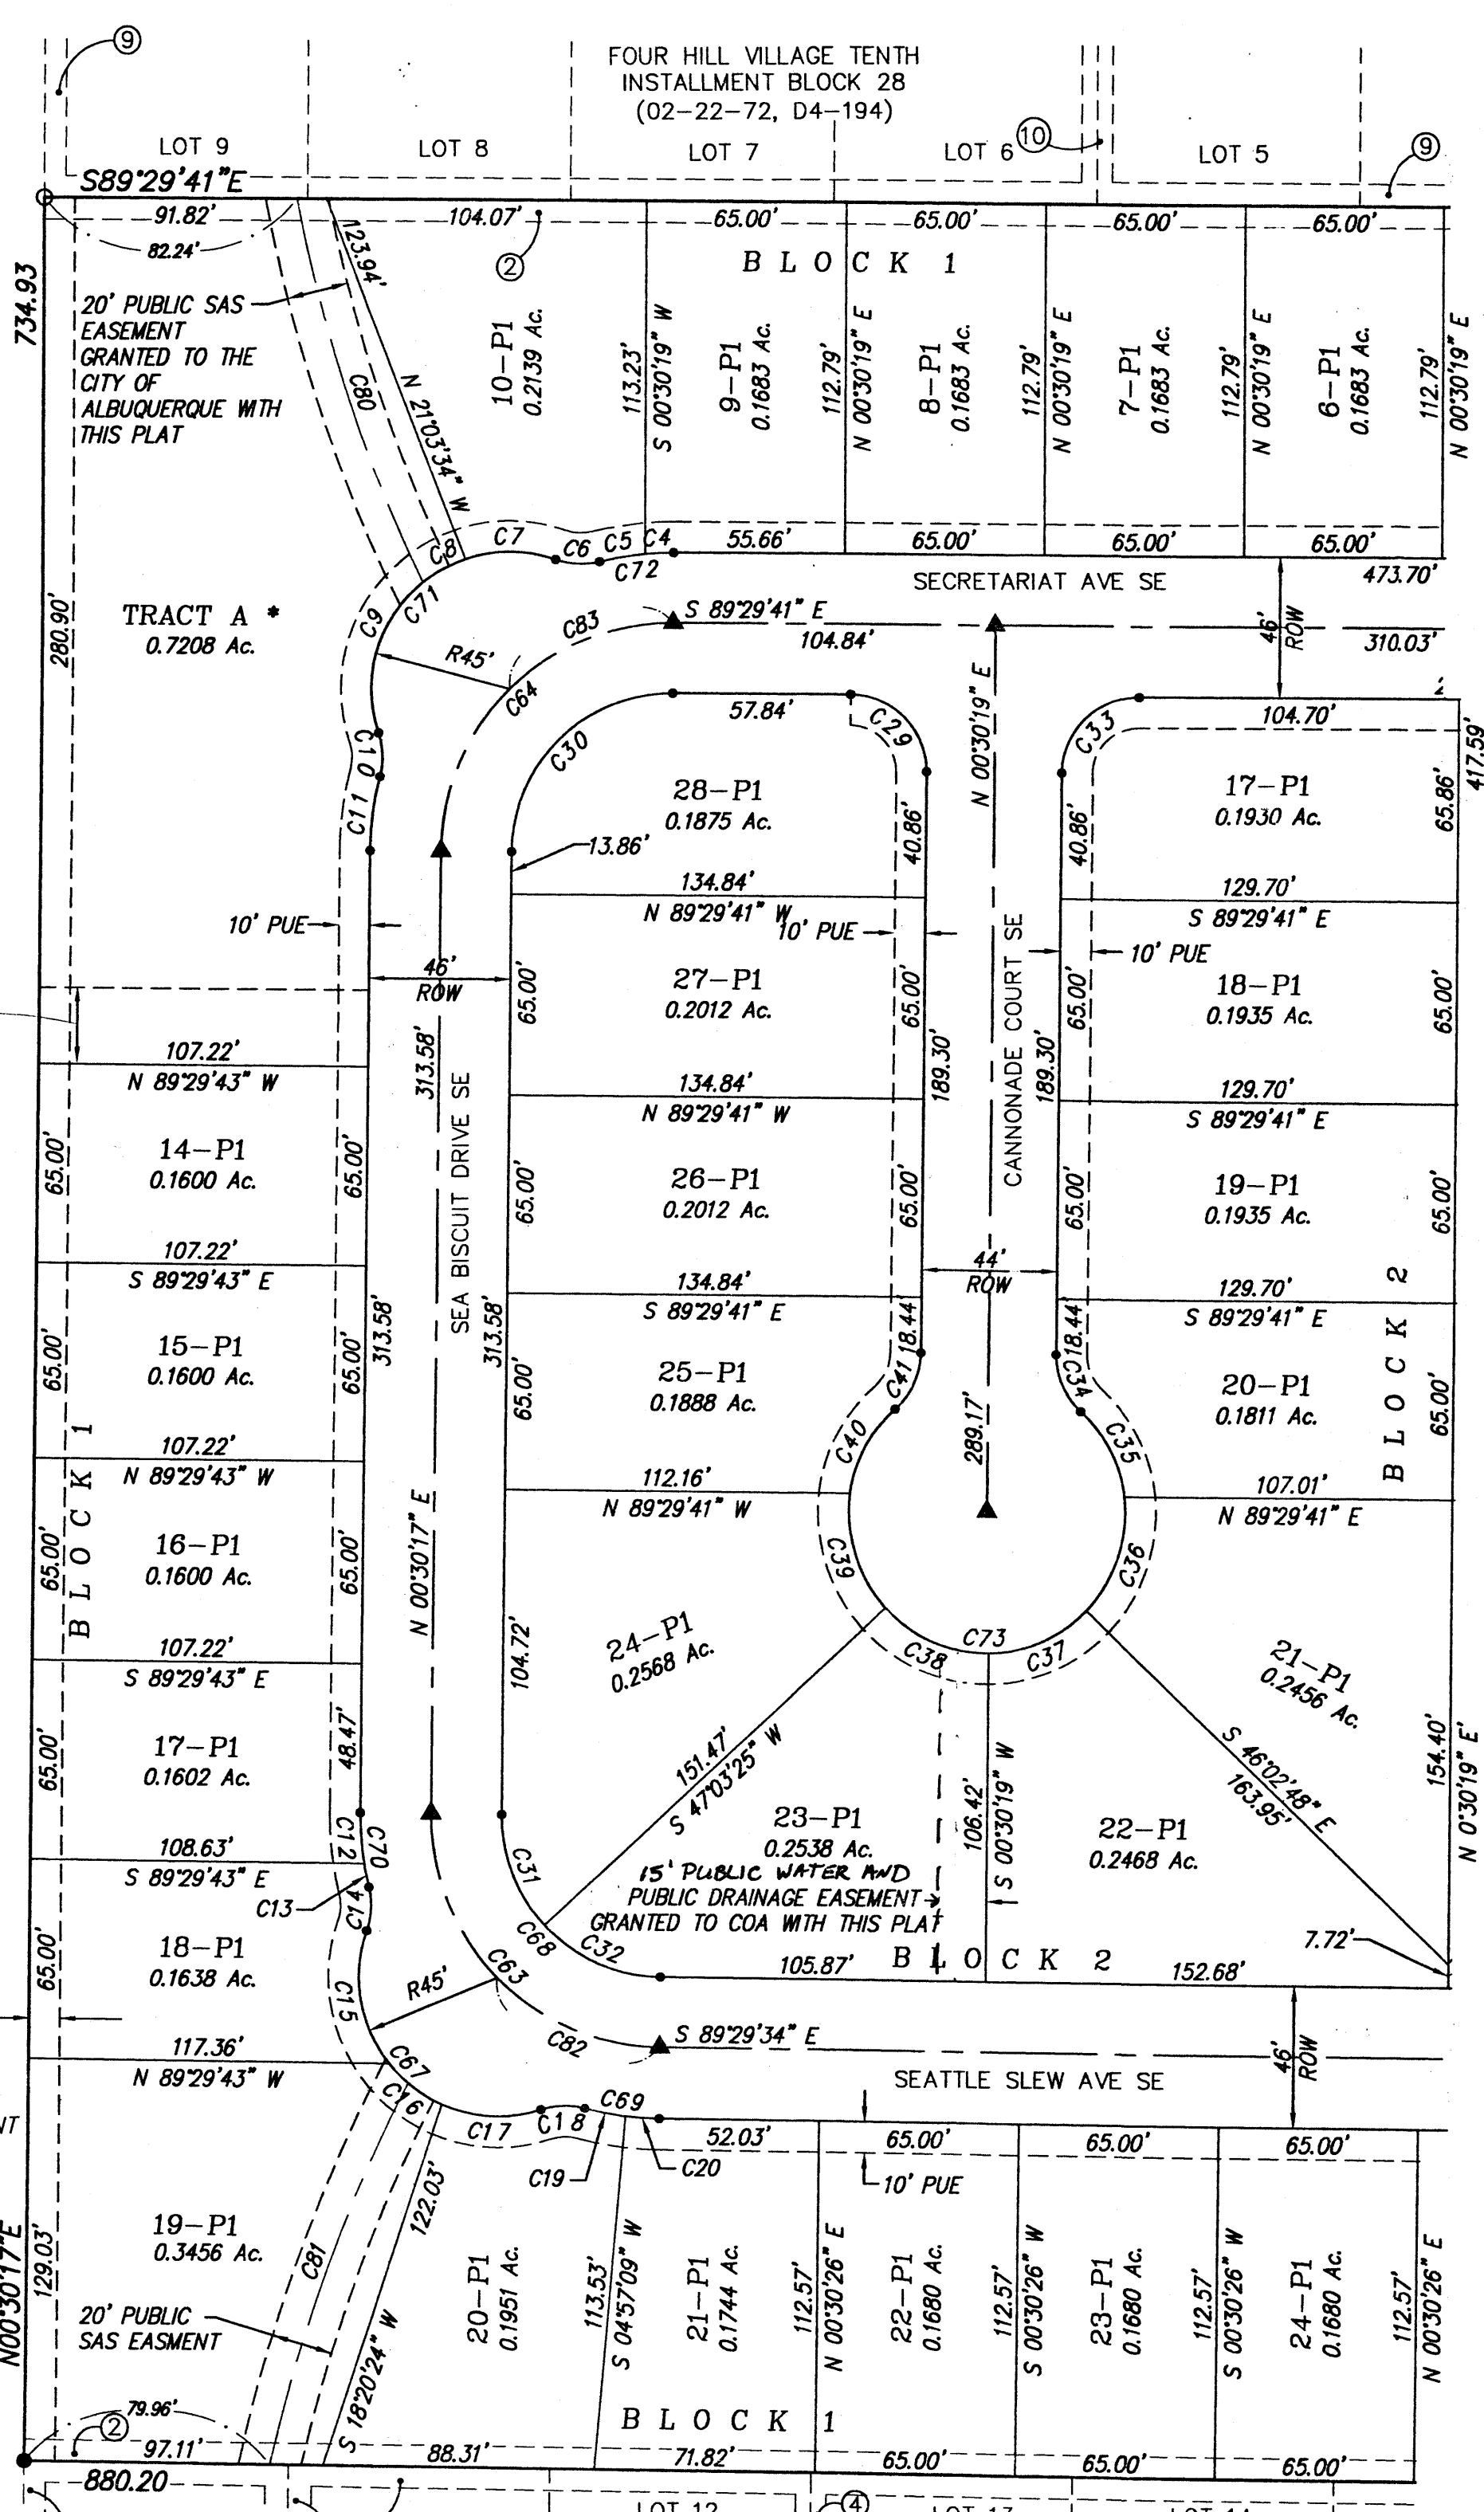 ⑨
FOUR HILL VILLAGE TENTH
INSTALLMENT BLOCK 28
(02-22-72, D4-194)
LOT 9
LOT 8
LOT 7
LOT 6
⑩
LOT 5
⑨
S89°29'41"E
91.82'
104.07'
65.00'
65.00'
65.00'
65.00'
82.24'
②
BLOCK 1
734.93
20' PUBLIC SAS
EASEMENT
GRANTED TO THE
CITY OF
ALBUQUERQUE WITH
THIS PLAT
C80
123.94'
N 21°03'34" W
10-P1
0.2139 Ac.
113.23'
S 00°30'19" W
9-P1
0.1683 Ac.
112.79'
N 00°30'19" E
8-P1
0.1683 Ac.
112.79'
N 00°30'19" E
7-P1
0.1683 Ac.
112.79'
N 00°30'19" E
6-P1
0.1683 Ac.
112.79'
N 00°30'19" E
C8
C7
C6
C5
C4
C72
55.66'
65.00'
65.00'
65.00'
473.70'
SECRETARIAT AVE SE
TRACT A *
0.7208 Ac.
280.90'
C9
C71
C83
R45'
C64
S 89°29'41" E
104.84'
46'
ROW
310.03'
C10
C11
C30
57.84'
C29
N 00°30'19" E
C33
104.70'
417.59'
28-P1
0.1875 Ac.
13.86'
40.86'
40.86'
17-P1
0.1930 Ac.
65.86'
134.84'
N 89°29'41" W
129.70'
S 89°29'41" E
10' PUE
10' PUE
10' PUE
46'
ROW
65.00'
27-P1
0.2012 Ac.
65.00'
CANNONADE COURT SE
65.00'
18-P1
0.1935 Ac.
65.00'
107.22'
N 89°29'43" W
313.58'
SEA BISCUIT DRIVE SE
134.84'
N 89°29'41" W
189.30'
189.30'
129.70'
S 89°29'41" E
65.00'
14-P1
0.1600 Ac.
65.00'
65.00'
26-P1
0.2012 Ac.
65.00'
65.00'
19-P1
0.1935 Ac.
65.00'
107.22'
S 89°29'43" E
134.84'
S 89°29'41" E
44'
ROW
129.70'
S 89°29'41" E
65.00'
15-P1
0.1600 Ac.
65.00'
313.58'
313.58'
65.00'
25-P1
0.1888 Ac.
18.44'
C41
18.44'
C34
20-P1
0.1811 Ac.
65.00'
BLOCK 2
BLOCK 1
107.22'
N 89°29'43" W
112.16'
N 89°29'41" W
C40
289.17'
C35
107.01'
N 89°29'41" E
65.00'
16-P1
0.1600 Ac.
65.00'
N 00°30'17" E
C39
C36
107.22'
S 89°29'43" E
104.72'
24-P1
0.2568 Ac.
C38
C73
C37
21-P1
0.2456 Ac.
65.00'
17-P1
0.1602 Ac.
48.47'
151.47'
S 47°03'25" W
106.42'
S 00°30'19" W
S 46°02'48" E
163.95'
154.40'
N 0°30'19" E'
108.63'
S 89°29'43" E
C12
C70
C13
C14
C31
C68
C32
23-P1
0.2538 Ac.
15' PUBLIC WATER AND
PUBLIC DRAINAGE EASEMENT
GRANTED TO COA WITH THIS PLAT
22-P1
0.2468 Ac.
7.72'
65.00'
18-P1
0.1638 Ac.
C15
R45'
C63
105.87'
BLOCK 2
152.68'
117.36'
N 89°29'43" W
C67
C16
C82
S 89°29'34" E
46'
ROW
SEATTLE SLEW AVE SE
NT
C17
C18
C69
C19
C20
52.03'
65.00'
65.00'
65.00'
10' PUE
N00°30'17"E
129.03'
19-P1
0.3456 Ac.
C81
122.03'
S 18°20'24" W
20-P1
0.1951 Ac.
113.53'
S 04°57'09" W
21-P1
0.1744 Ac.
112.57'
N 00°30'26" E
22-P1
0.1680 Ac.
112.57'
S 00°30'26" W
23-P1
0.1680 Ac.
112.57'
S 00°30'26" W
24-P1
0.1680 Ac.
112.57'
N 00°30'26" E
20' PUBLIC
SAS EASMENT
79.96'
②
BLOCK 1
97.11'
88.31'
71.82'
65.00'
65.00'
65.00'
880.20
LOT 12
④
LOT 13
LOT 14